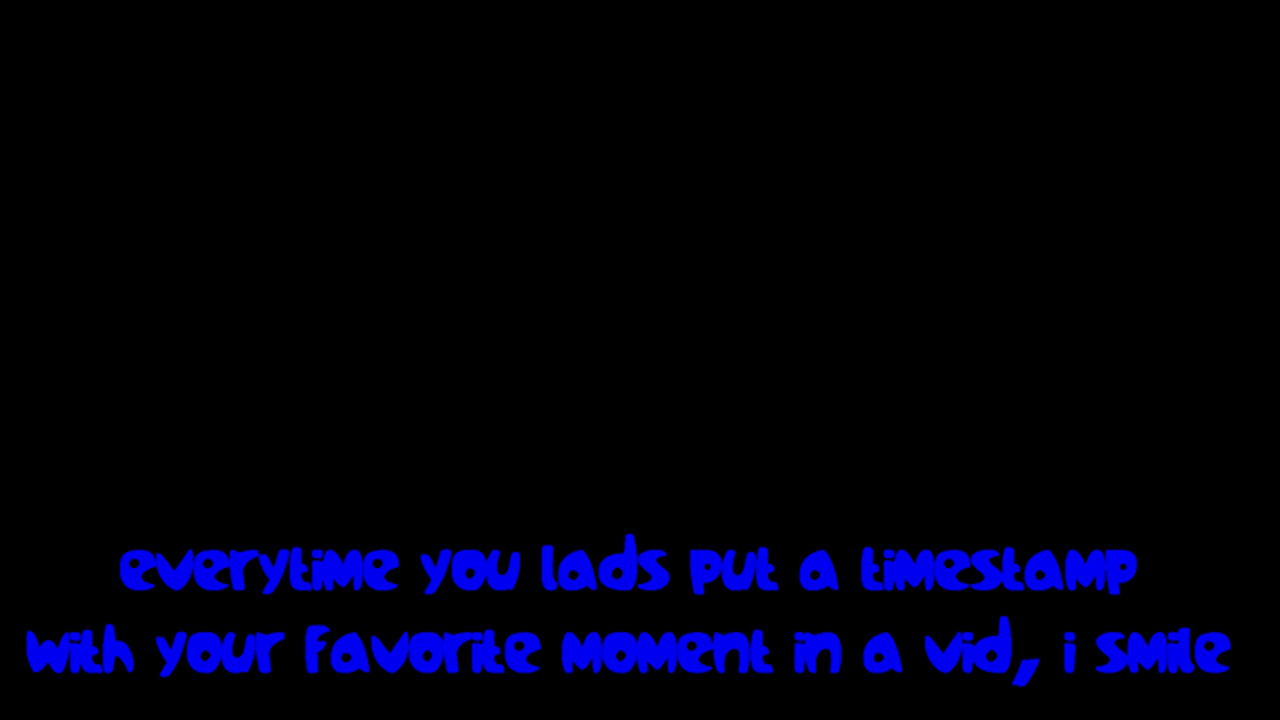 everytime you lads put a timestamp
with your favorite moment in a vid, i smile